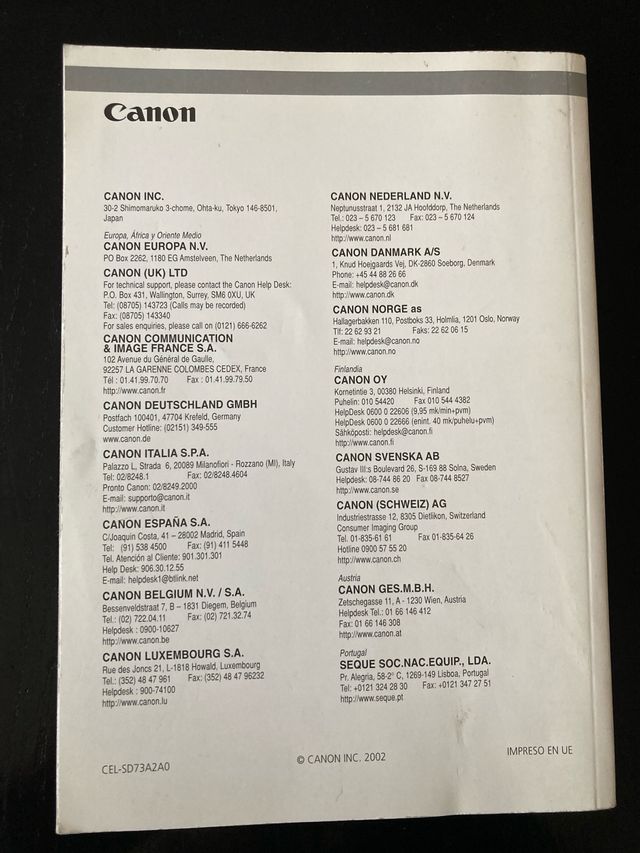 Canon
CANON INC.
30-2 Shimomaruko 3-chome, Ohta-ku, Tokyo 146-8501,
Japan
Europa, África y Oriente Medio
CANON EUROPA N.V.
PO Box 2262, 1180 EG Amstelveen, The Netherlands
CANON (UK) LTD
For technical support, please contact the Canon Help Desk:
P.O. Box 431, Wallington, Surrey, SM6 0XU, UK
Tel: (08705) 143723 (Calls may be recorded)
Fax: (08705) 143340
For sales enquiries, please call on (0121) 666-6262
CANON COMMUNICATION
& IMAGE FRANCE S.A.
102 Avenue du Général de Gaulle,
92257 LA GARENNE COLOMBES CEDEX, France
Tél : 01.41.99.70.70 Fax : 01.41.99.79.50
http://www.canon.fr
CANON DEUTSCHLAND GMBH
Postfach 100401, 47704 Krefeld, Germany
Customer Hotline: (02151) 349-555
www.canon.de
CANON ITALIA S.P.A.
Palazzo L, Strada 6, 20089 Milanofiori - Rozzano (MI), Italy
Tel: 02/8248.1 Fax: 02/8248.4604
Pronto Canon: 02/8249.2000
E-mail: supporto@canon.it
http://www.canon.it
CANON ESPAÑA S.A.
C/Joaquin Costa, 41 – 28002 Madrid, Spain
Tel: (91) 538 4500 Fax: (91) 411 5448
Tel. Atención al Cliente: 901.301.301
Help Desk: 906.30.12.55
E-mail: helpdesk1@btlink.net
CANON BELGIUM N.V. / S.A.
Bessenveldstraat 7, B – 1831 Diegem, Belgium
Tel.: (02) 722.04.11 Fax: (02) 721.32.74
Helpdesk : 0900-10627
http://www.canon.be
CANON LUXEMBOURG S.A.
Rue des Joncs 21, L-1818 Howald, Luxembourg
Tel.: (352) 48 47 961 Fax: (352) 48 47 96232
Helpdesk : 900-74100
http://www.canon.lu
CANON NEDERLAND N.V.
Neptunusstraat 1, 2132 JA Hoofddorp, The Netherlands
Tel.: 023 – 5 670 123 Fax: 023 – 5 670 124
Helpdesk: 023 – 5 681 681
http://www.canon.nl
CANON DANMARK A/S
1, Knud Hoejgaards Vej, DK-2860 Soeborg, Denmark
Phone: +45 44 88 26 66
E-mail: helpdesk@canon.dk
http://www.canon.dk
CANON NORGE as
Hallagerbakken 110, Postboks 33, Holmlia, 1201 Oslo, Norway
Tlf: 22 62 93 21 Faks: 22 62 06 15
E-mail: helpdesk@canon.no
http://www.canon.no
Finlandia
CANON OY
Kornetintie 3, 00380 Helsinki, Finland
Puhelin: 010 54420 Fax 010 544 4382
HelpDesk 0600 0 22606 (9,95 mk/min+pvm)
HelpDesk 0600 0 22666 (enint. 40 mk/puhelu+pvm)
Sähköposti: helpdesk@canon.fi
http://www.canon.fi
CANON SVENSKA AB
Gustav III:s Boulevard 26, S-169 88 Solna, Sweden
Helpdesk: 08-744 86 20 Fax 08-744 8527
http://www.canon.se
CANON (SCHWEIZ) AG
Industriestrasse 12, 8305 Dietlikon, Switzerland
Consumer Imaging Group
Tel. 01-835-61 61 Fax 01-835-64 26
Hotline 0900 57 55 20
http://www.canon.ch
Austria
CANON GES.M.B.H.
Zetschegasse 11, A - 1230 Wien, Austria
Helpdesk Tel.: 01 66 146 412
Fax: 01 66 146 308
http://www.canon.at
Portugal
SEQUE SOC.NAC.EQUIP., LDA.
Pr. Alegria, 58-2° C, 1269-149 Lisboa, Portugal
Tel: +0121 324 28 30 Fax: +0121 347 27 51
http://www.seque.pt
CEL-SD73A2A0
© CANON INC. 2002
IMPRESO EN UE